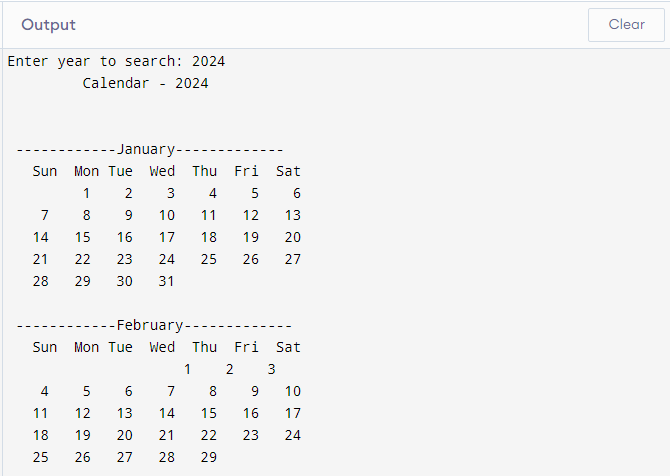 Output
Clear
Enter year to search: 2024
         Calendar - 2024
 ------------January-------------
   Sun  Mon Tue  Wed  Thu  Fri  Sat
         1    2    3    4    5    6
    7    8    9   10   11   12   13
   14   15   16   17   18   19   20
   21   22   23   24   25   26   27
   28   29   30   31
 ------------February-------------
   Sun  Mon Tue  Wed  Thu  Fri  Sat
                     1    2    3
    4    5    6    7    8    9   10
   11   12   13   14   15   16   17
   18   19   20   21   22   23   24
   25   26   27   28   29